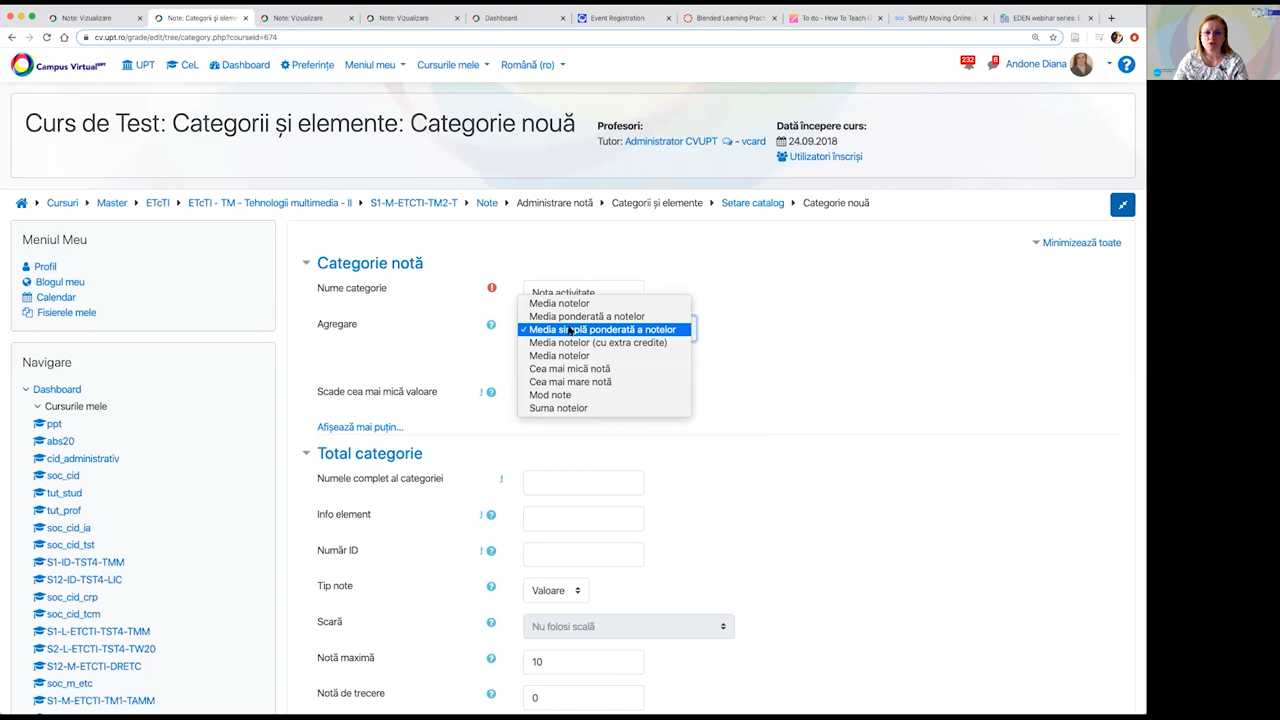 Note: Vizualizare
Note: Categorii și eleme
Note: Vizualizare
Note: Vizualizare
Dashboard
Event Registration
Blended Learning Pract
To do - How To Teach O
Swiftly Moving Online: L
EDEN webinar series: D
cv.upt.ro/grade/edit/tree/category.php?courseid=674
Campus Virtual UPT
UPT
CeL
Dashboard
Preferințe
Meniul meu
Cursurile mele
Română (ro)
232
6
Andone Diana
Curs de Test: Categorii și elemente: Categorie nouă
Profesori:
Tutor: Administrator CVUPT - vcard
Dată începere curs:
24.09.2018
Utilizatori înscriși
Cursuri
Master
ETcTI
ETcTI - TM - Tehnologii multimedia - II
S1-M-ETCTI-TM2-T
Note
Administrare notă
Categorii și elemente
Setare catalog
Categorie nouă
Meniul Meu
Profil
Blogul meu
Calendar
Fisierele mele
Navigare
Dashboard
Cursurile mele
ppt
abs20
cid_administrativ
soc_cid
tut_stud
tut_prof
soc_cid_ia
soc_cid_tst
S1-ID-TST4-TMM
S12-ID-TST4-LIC
soc_cid_crp
soc_cid_tcm
S1-L-ETCTI-TST4-TMM
S2-L-ETCTI-TST4-TW20
S12-M-ETCTI-DRETC
soc_m_etc
S1-M-ETCTI-TM1-TAMM
Minimizează toate
Categorie notă
Nume categorie
Nota activitate
Agregare
Media notelor
Media ponderată a notelor
Media simplă ponderată a notelor
Media notelor (cu extra credite)
Media notelor
Cea mai mică notă
Cea mai mare notă
Mod note
Suma notelor
Scade cea mai mică valoare
Afișează mai puțin...
Total categorie
Numele complet al categoriei
Info element
Număr ID
Tip note
Valoare
Scară
Nu folosi scală
Notă maximă
10
Notă de trecere
0